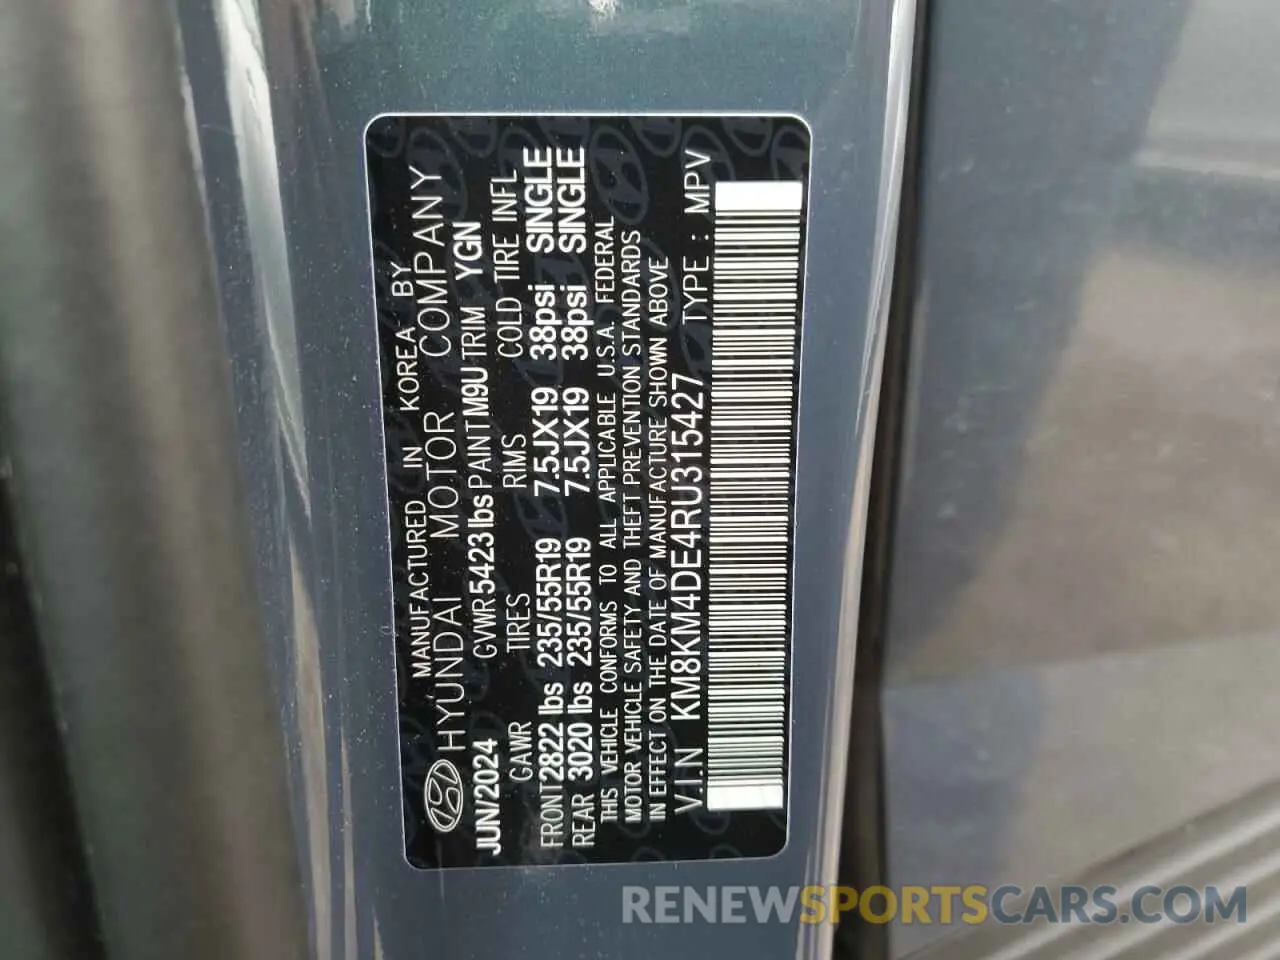 MANUFACTURED IN KOREA BY
HYUNDAI MOTOR COMPANY
JUN/2024 GVWR 5423 lbs PAINT M9U TRIM YGN
GAWR TIRES RIMS COLD TIRE INFL
FRONT 2822 lbs 235/55R19 7.5JX19 38psi SINGLE
REAR 3020 lbs 235/55R19 7.5JX19 38psi SINGLE
THIS VEHICLE CONFORMS TO ALL APPLICABLE U.S.A. FEDERAL
MOTOR VEHICLE SAFETY AND THEFT PREVENTION STANDARDS
IN EFFECT ON THE DATE OF MANUFACTURE SHOWN ABOVE
V.I.N KM8KM4DE4RU315427 TYPE : MPV
RENEWSPORTSCARS.COM